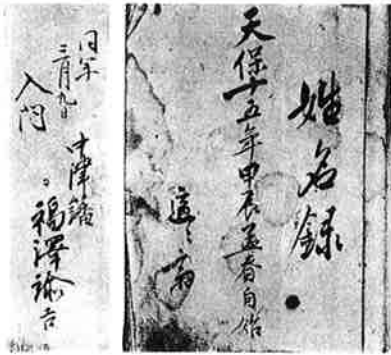 姓名録
天保十五年甲辰孟春自始
適々齋
同年
三月九日
入門
中津藩
福澤諭吉